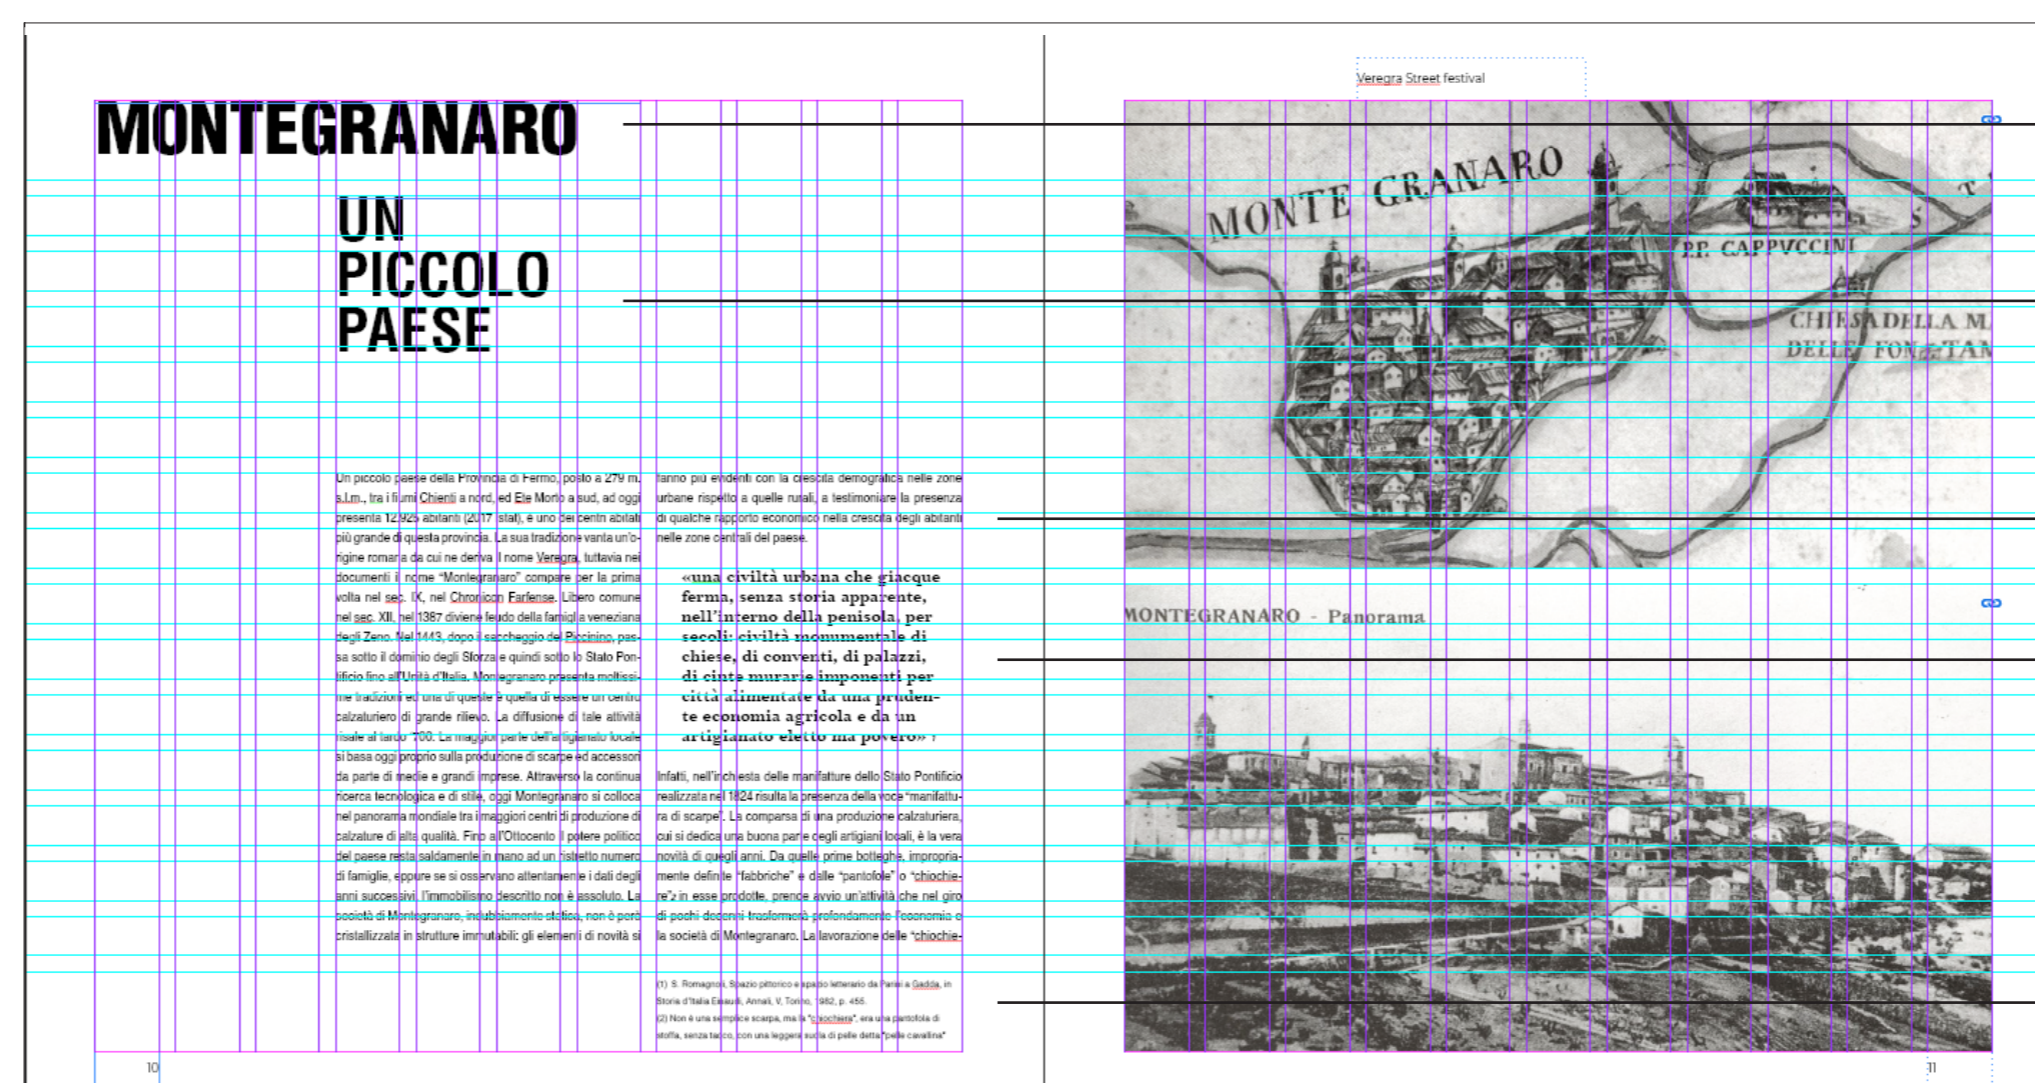 Veregra Street festival
MONTEGRANARO
UN
PICCOLO
PAESE
Un piccolo paese della Provincia di Fermo, posto a 279 m.
s.l.m., tra i fiumi Chienti a nord, ed Ete Morto a sud, ad oggi
presenta 12.925 abitanti (2017 stat), è uno dei centri abitati
più grande di questa provincia. La sua tradizione vanta un'o-
rigine romana da cui ne deriva il nome Veregra, tuttavia nei
documenti il nome “Montegranaro” compare per la prima
volta nel sec. IX, nel Chronicon Farfense. Libero comune
nel sec. XII, nel 1387 diviene feudo della famiglia veneziana
degli Zeno. Nel 1443, dopo il saccheggio del Piccinino, pas-
sa sotto il dominio degli Sforza e quindi sotto lo Stato Pon-
tificio fino all'Unità d'Italia. Montegranaro presenta moltissi-
me tradizioni ed una di queste è quella di essere un centro
calzaturiero di grande rilievo. La diffusione di tale attività
risale al tardo '700. La maggior parte dell'artigianato locale
si basa oggi proprio sulla produzione di scarpe ed accessori
da parte di medie e grandi imprese. Attraverso la continua
ricerca tecnologica e di stile, oggi Montegranaro si colloca
nel panorama mondiale tra i maggiori centri di produzione di
calzature di alta qualità. Fino all'Ottocento il potere politico
del paese resta saldamente in mano ad un ristretto numero
di famiglie, eppure se si osservano attentamente i dati degli
anni successivi, l'immobilismo descritto non è assoluto. La
società di Montegranaro, indubbiamente statica, non è però
cristallizzata in strutture immutabili: gli elementi di novità si
fanno più evidenti con la crescita demografica nelle zone
urbane rispetto a quelle rurali, a testimoniare la presenza
di qualche rapporto economico nella crescita degli abitanti
nelle zone centrali del paese.
«una civiltà urbana che giacque
ferma, senza storia apparente,
nell'interno della penisola, per
secoli: civiltà monumentale di
chiese, di conventi, di palazzi,
di cinte murarie imponenti per
città alimentate da una pruden-
te economia agricola e da un
artigianato eletto ma povero» 1
Infatti, nell'inchiesta delle manifatture dello Stato Pontificio
realizzata nel 1824 risulta la presenza della voce “manifattu-
ra di scarpe”. La comparsa di una produzione calzaturiera,
cui si dedica una buona parte degli artigiani locali, è la vera
novità di quegli anni. Da quelle prime botteghe, impropria-
mente definite “fabbriche” e dalle “pantofole” o “chiochie-
re”2 in esse prodotte, prende avvio un'attività che nel giro
di pochi decenni trasformerà profondamente l'economia e
la società di Montegranaro. La lavorazione delle “chiochie-
(1) S. Romagnoli, Spazio pittorico e spazio letterario da Parini a Gadda, in
Storia d'Italia Einaudi, Annali, V, Torino, 1982, p. 455.
(2) Non è una semplice scarpa, ma la "chiochiera", era una pantofola di
stoffa, senza tacco, con una leggera suola di pelle detta "pelle cavallina"
10
MONTE GRANARO
P.P. CAPPVCCINI
CHIESA DELLA M.
MONTEGRANARO - Panorama
11